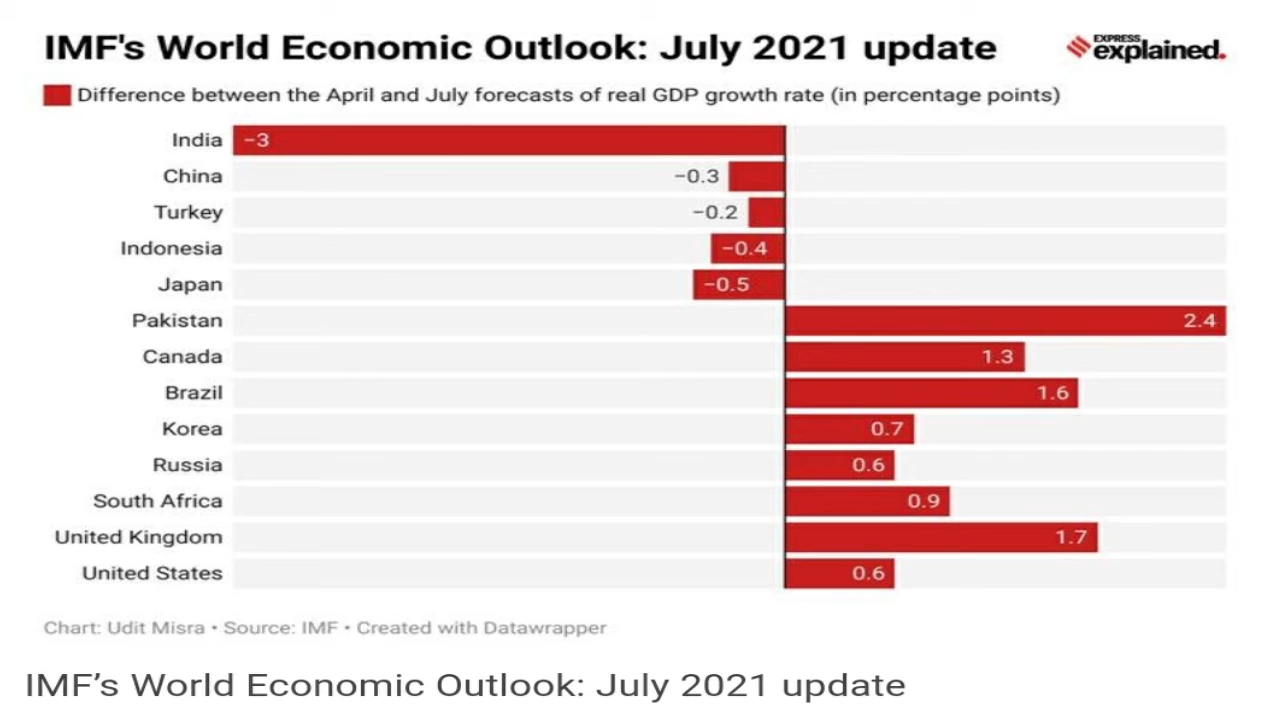 IMF's World Economic Outlook: July 2021 update
EXPRESS
explained.
Difference between the April and July forecasts of real GDP growth rate (in percentage points)
India −3
China −0.3
Turkey −0.2
Indonesia −0.4
Japan −0.5
Pakistan 2.4
Canada 1.3
Brazil 1.6
Korea 0.7
Russia 0.6
South Africa 0.9
United Kingdom 1.7
United States 0.6
Chart: Udit Misra • Source: IMF • Created with Datawrapper
IMF’s World Economic Outlook: July 2021 update